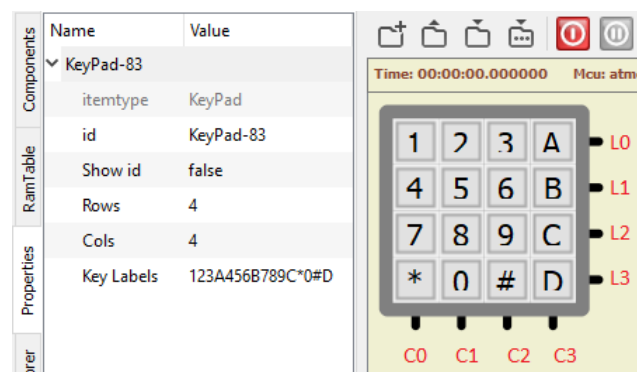 Components
RamTable
Properties
Name Value
KeyPad-83
itemtype KeyPad
id KeyPad-83
Show id false
Rows 4
Cols 4
Key Labels 123A456B789C*0#D
Time: 00:00:00.000000 Mcu: atm
1 2 3 A L0
4 5 6 B L1
7 8 9 C L2
* 0 # D L3
C0 C1 C2 C3